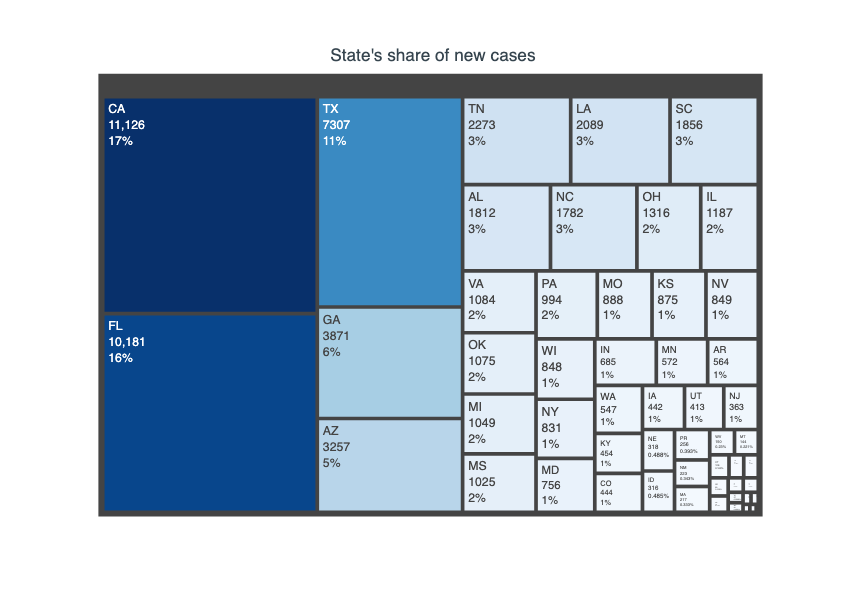 State's share of new cases
CA
11,126
17%
FL
10,181
16%
TX
7307
11%
GA
3871
6%
AZ
3257
5%
TN
2273
3%
LA
2089
3%
SC
1856
3%
AL
1812
3%
NC
1782
3%
OH
1316
2%
IL
1187
2%
VA
1084
2%
OK
1075
2%
MI
1049
2%
MS
1025
2%
PA
994
2%
WI
848
1%
NY
831
1%
MD
756
1%
MO
888
1%
KS
875
1%
NV
849
1%
IN
685
1%
MN
572
1%
AR
564
1%
WA
547
1%
KY
454
1%
CO
444
1%
IA
442
1%
UT
413
1%
NJ
363
1%
NE
318
0.488%
ID
316
0.485%
PR
256
0.393%
NM
MA
217
MT